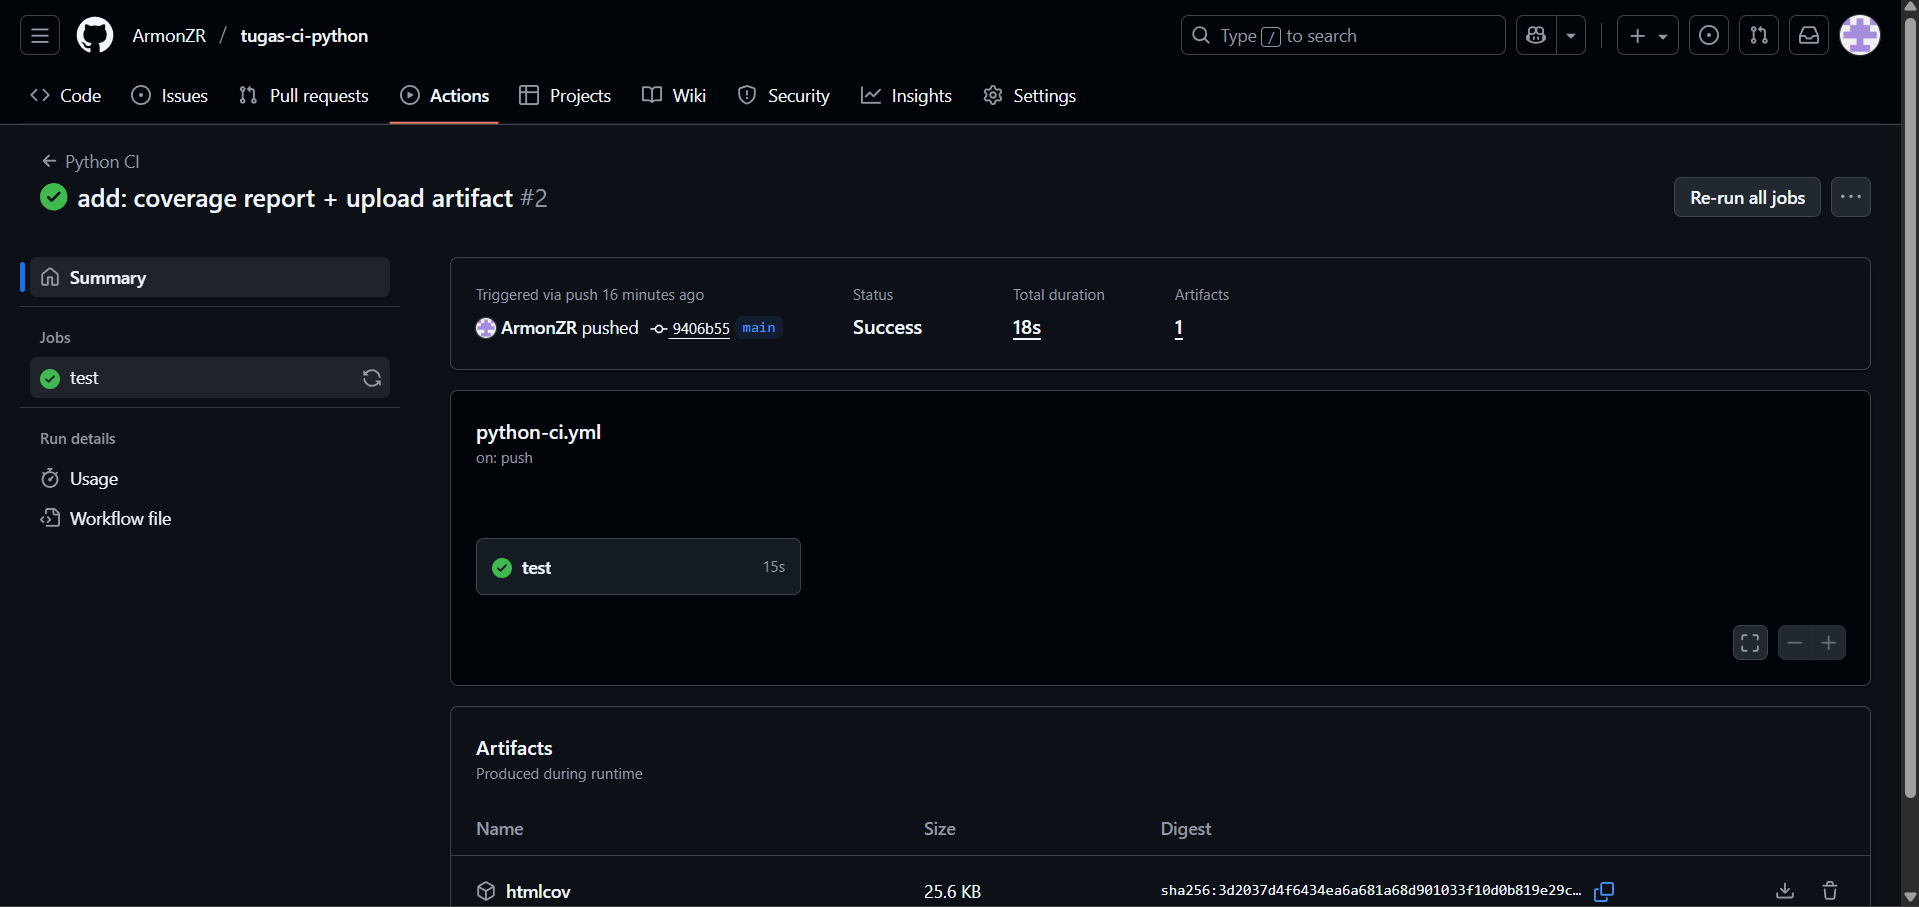 ArmonZR / tugas-ci-python
Type / to search
Code Issues Pull requests Actions Projects Wiki Security Insights Settings
Python CI
add: coverage report + upload artifact #2
Re-run all jobs
Summary
Jobs
test
Run details
Usage
Workflow file
Triggered via push 16 minutes ago
ArmonZR pushed 9406b55 main
Status
Success
Total duration
18s
Artifacts
1
python-ci.yml
on: push
test 15s
Artifacts
Produced during runtime
Name Size Digest
htmlcov 25.6 KB sha256:3d2037d4f6434ea6a681a68d901033f10d0b819e29c…